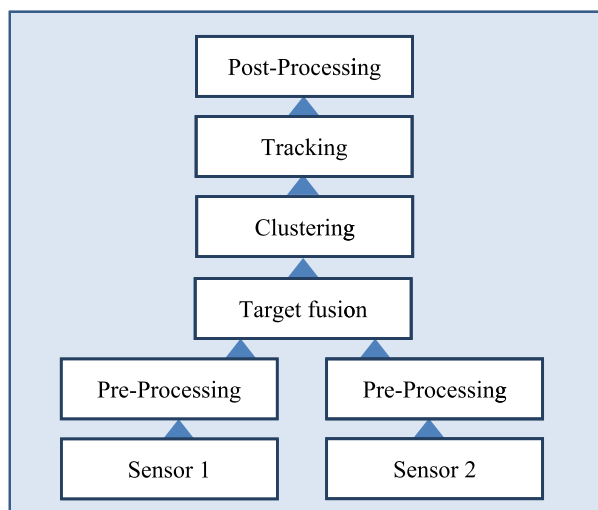 Post-Processing
Tracking
Clustering
Target fusion
Pre-Processing
Pre-Processing
Sensor 1
Sensor 2